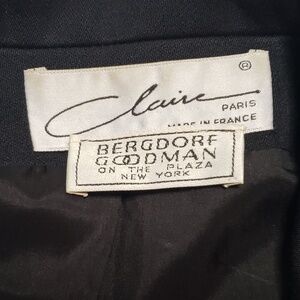 Claire ®
PARIS
MADE IN FRANCE
BERGDORF
GOODMAN
ON THE PLAZA
NEW YORK